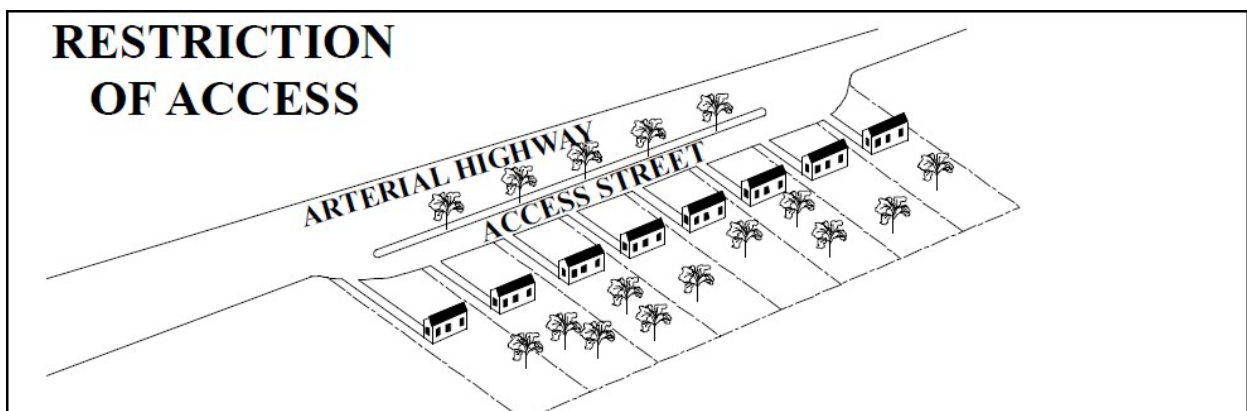 RESTRICTION
OF ACCESS
ARTERIAL HIGHWAY
ACCESS STREET